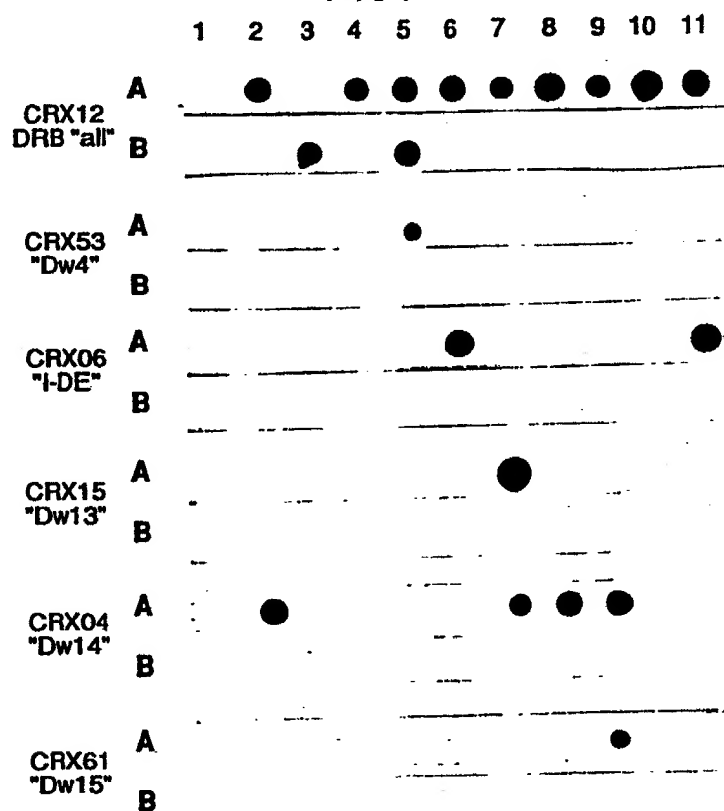 1 2 3 4 5 6 7 8 9 10 11
A
CRX12
DRB "all"
B
A
CRX53
"Dw4"
B
A
CRX06
"I-DE"
B
A
CRX15
"Dw13"
B
A
CRX04
"Dw14"
B
A
CRX61
"Dw15"
B